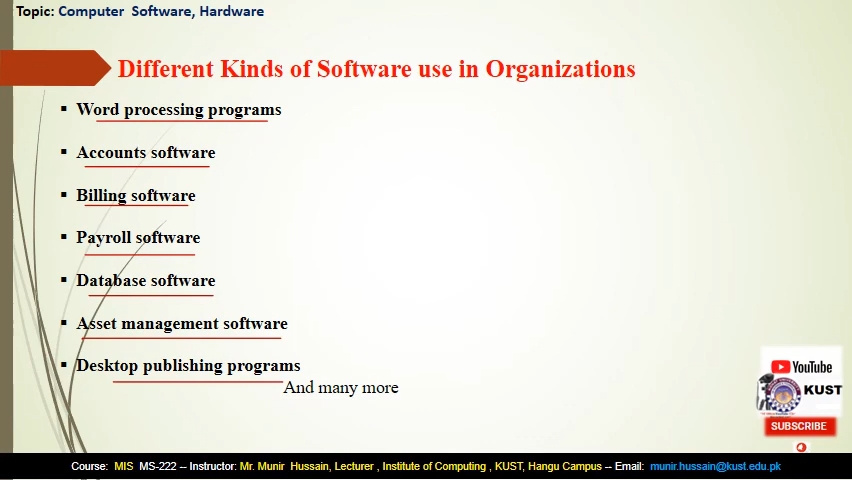 Topic: Computer Software, Hardware
Different Kinds of Software use in Organizations
Word processing programs
Accounts software
Billing software
Payroll software
Database software
Asset management software
Desktop publishing programs
And many more
YouTube
KUST
SUBSCRIBE
Course: MIS MS-222 -- Instructor: Mr. Munir Hussain, Lecturer , Institute of Computing , KUST, Hangu Campus -- Email: munir.hussain@kust.edu.pk